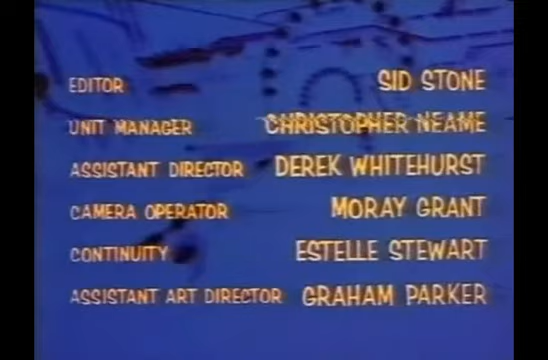 EDITOR SID STONE
UNIT MANAGER CHRISTOPHER NEAME
ASSISTANT DIRECTOR DEREK WHITEHURST
CAMERA OPERATOR MORAY GRANT
CONTINUITY ESTELLE STEWART
ASSISTANT ART DIRECTOR GRAHAM PARKER